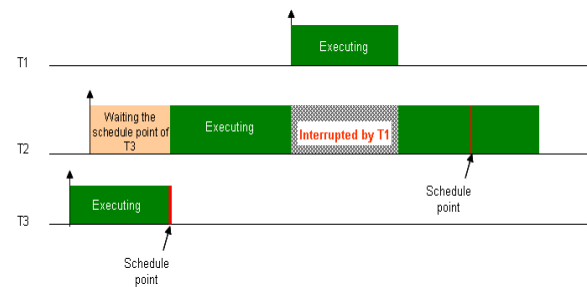 Executing
T1
Waiting the
schedule point of
T3
Executing
Interrupted by T1
T2
Schedule
point
Executing
T3
Schedule
point